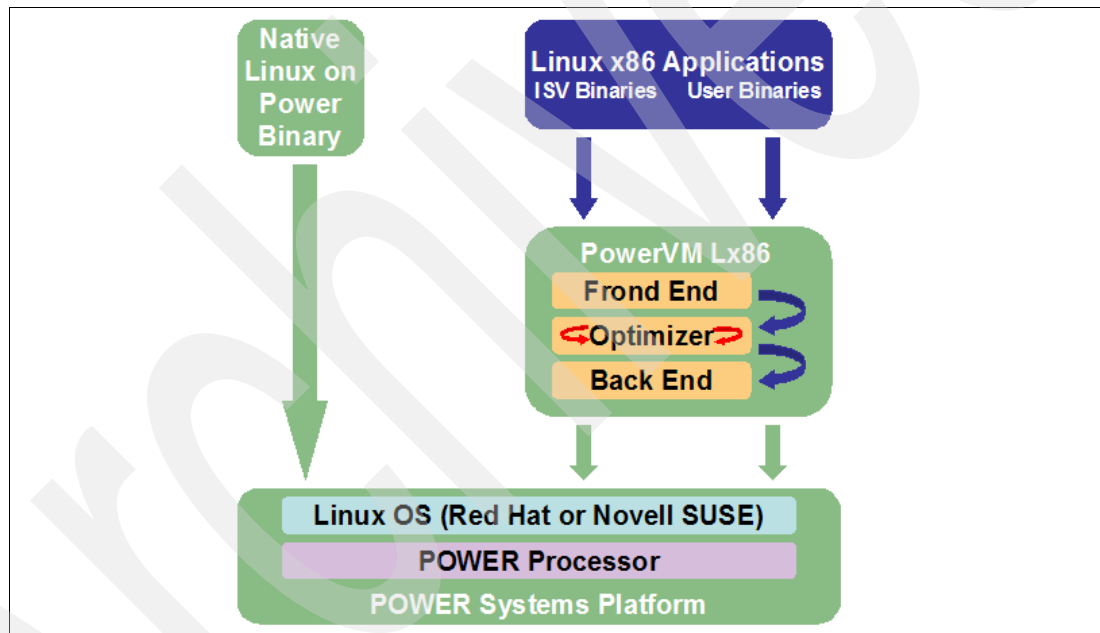 Native
Linux on
Power
Binary
Linux x86 Applications
ISV Binaries User Binaries
PowerVM Lx86
Frond End
Optimizer
Back End
Linux OS (Red Hat or Novell SUSE)
POWER Processor
POWER Systems Platform